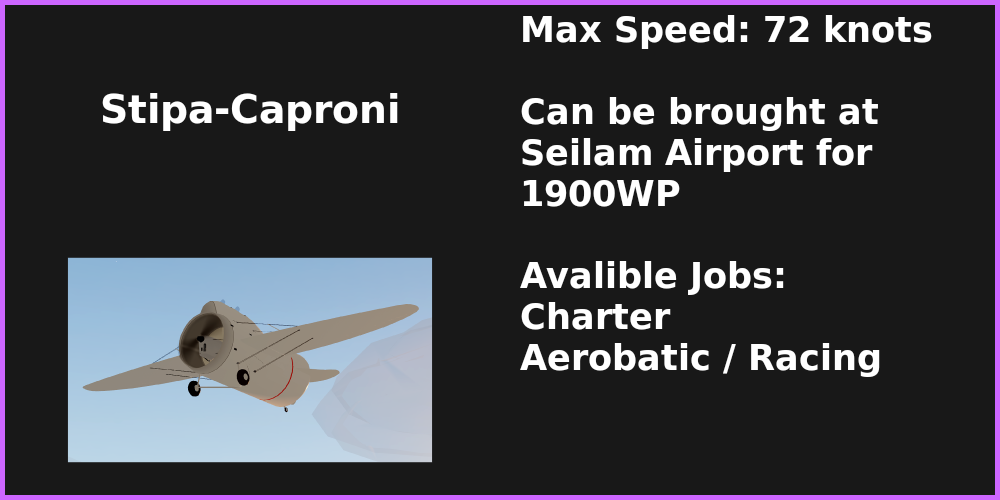 Stipa-Caproni
Max Speed: 72 knots
Can be brought at
Seilam Airport for
1900WP
Avalible Jobs:
Charter
Aerobatic / Racing